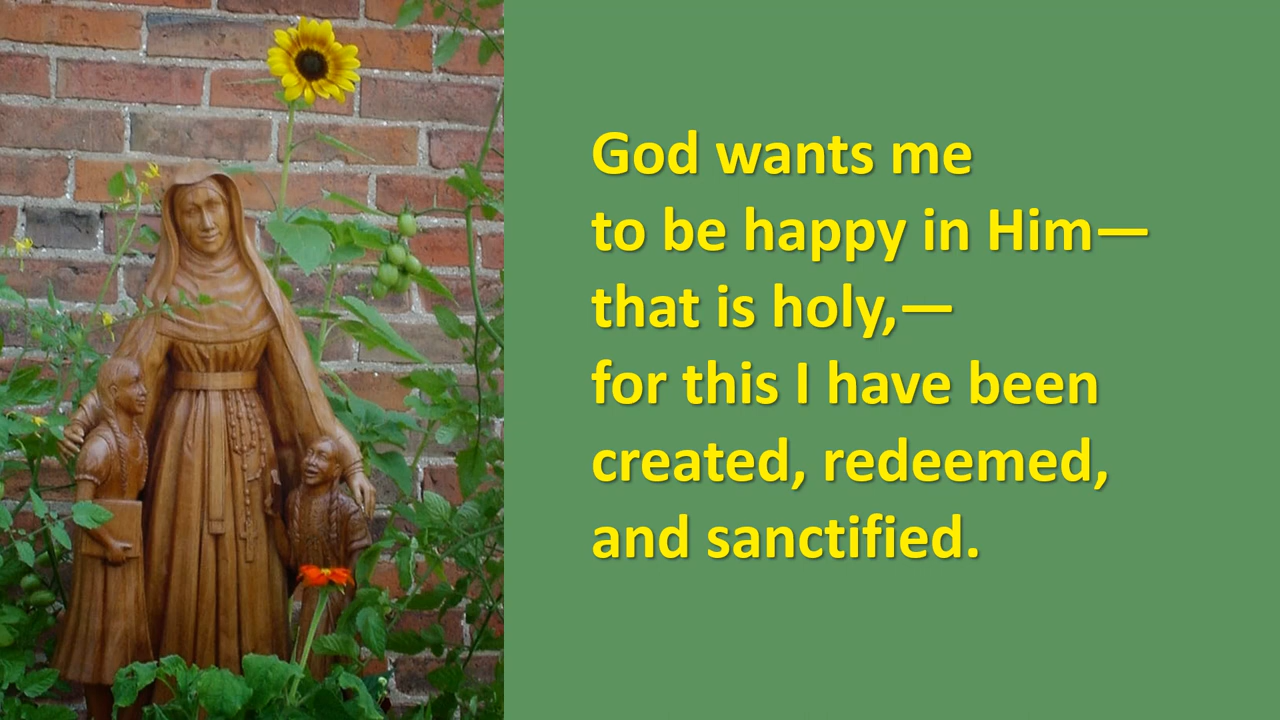 God wants me
to be happy in Him—
that is holy,—
for this I have been
created, redeemed,
and sanctified.